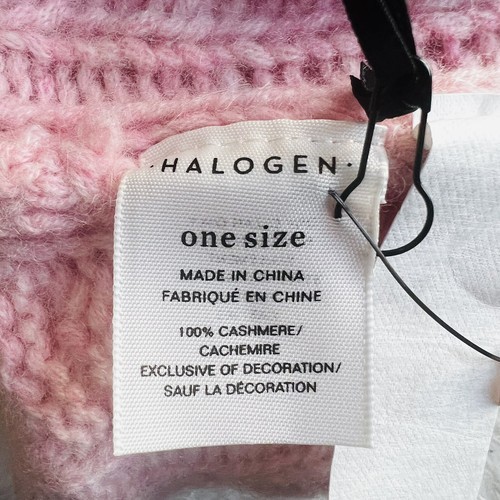 ·HALOGEN·
one size
MADE IN CHINA
FABRIQUÉ EN CHINE
100% CASHMERE/
CACHEMIRE
EXCLUSIVE OF DECORATION/
SAUF LA DÉCORATION